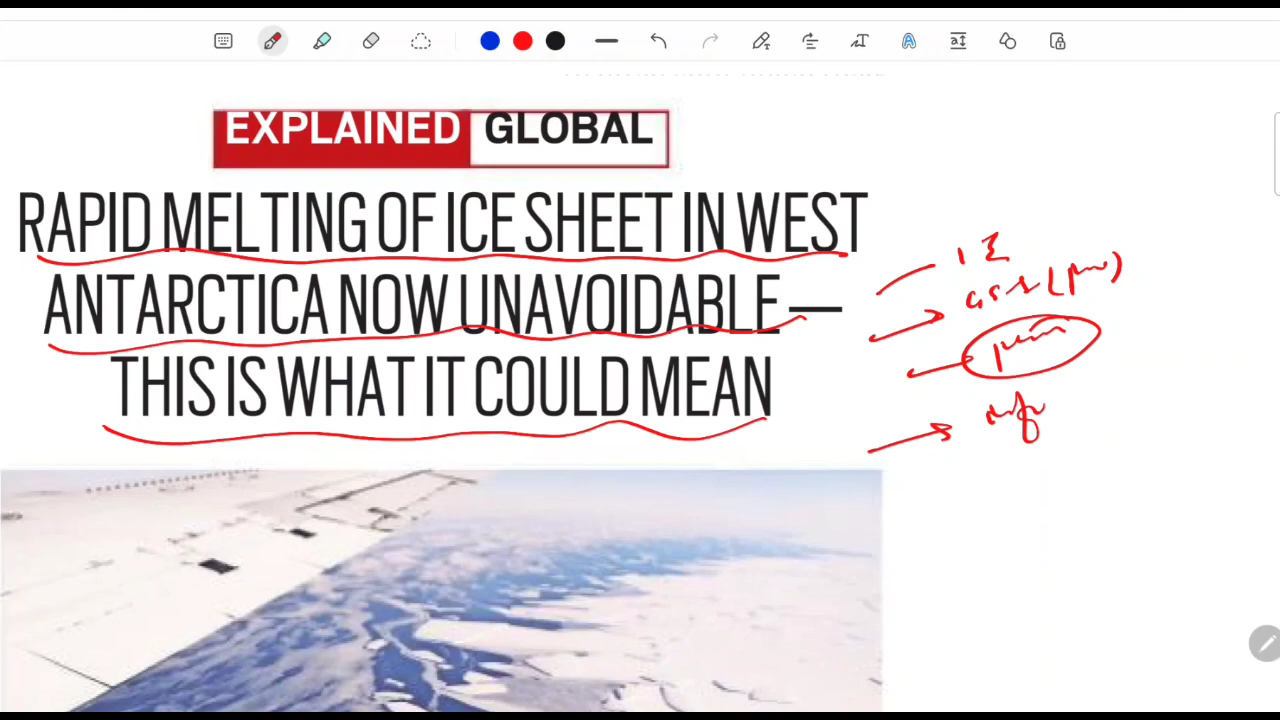 EXPLAINED GLOBAL
RAPID MELTING OF ICE SHEET IN WEST
ANTARCTICA NOW UNAVOIDABLE —
THIS IS WHAT IT COULD MEAN